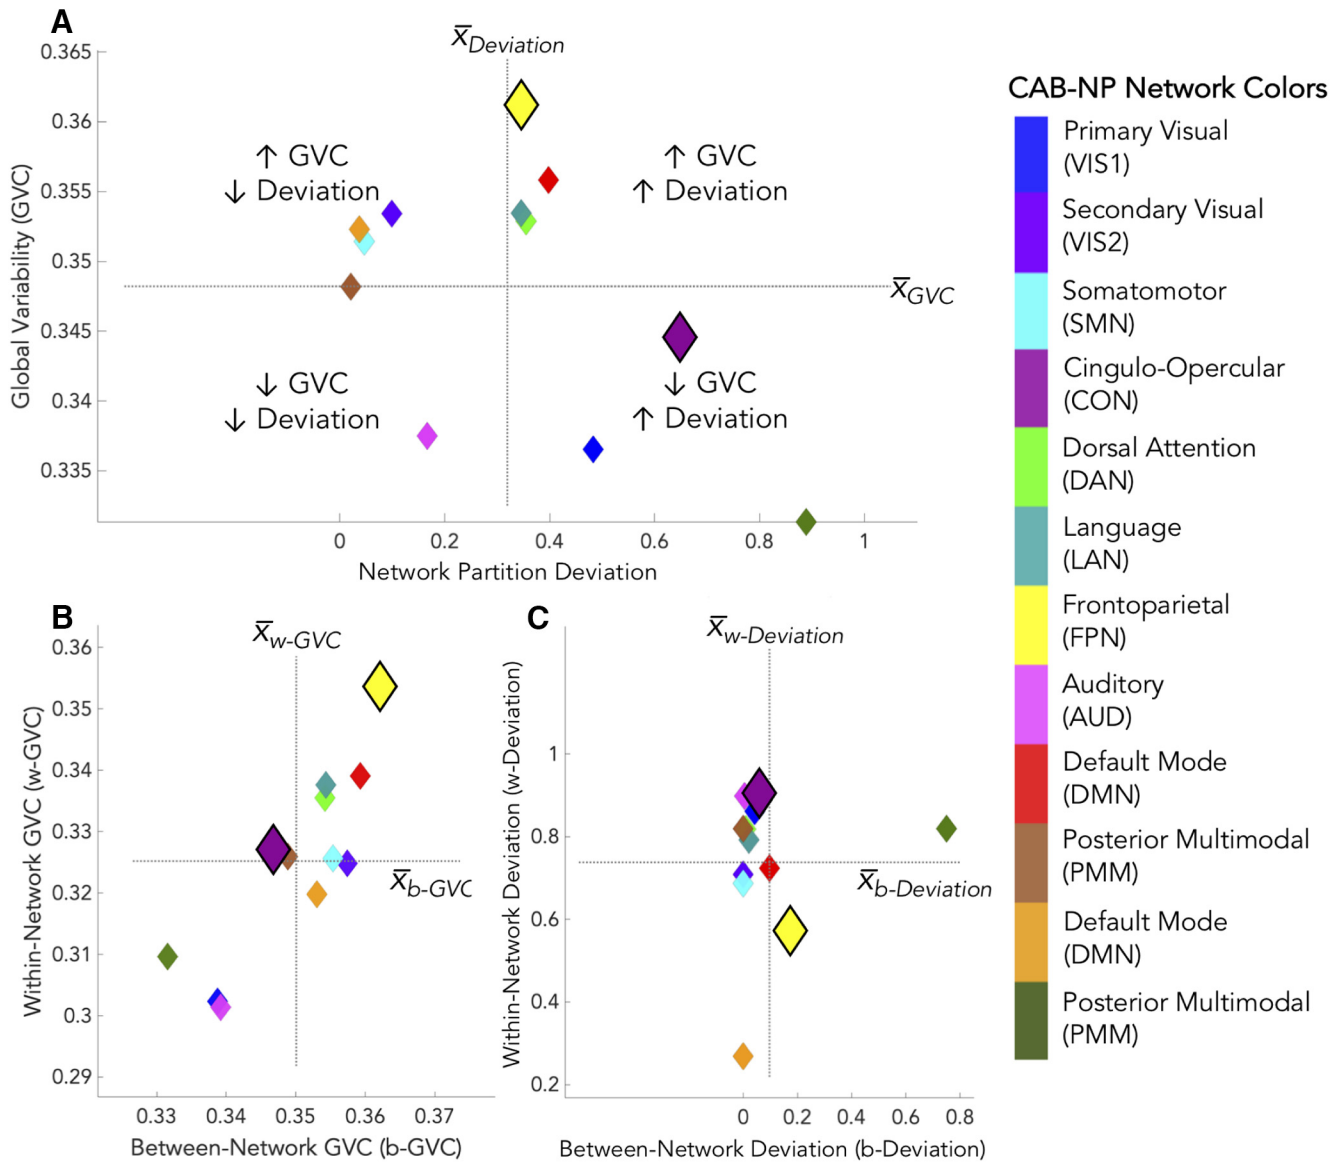 A
x̄Deviation
0.365
0.36
0.355
0.35
0.345
0.34
0.335
Global Variability (GVC)
↑ GVC
↓ Deviation
↑ GVC
↑ Deviation
x̄GVC
↓ GVC
↓ Deviation
↓ GVC
↑ Deviation
0 0.2 0.4 0.6 0.8 1
Network Partition Deviation
B
x̄w-GVC
0.36
0.35
0.34
0.33
0.32
0.31
0.3
0.29
Within-Network GVC (w-GVC)
x̄b-GVC
0.33 0.34 0.35 0.36 0.37
Between-Network GVC (b-GVC)
C
x̄w-Deviation
1
0.8
0.6
0.4
0.2
Within-Network Deviation (w-Deviation)
x̄b-Deviation
0 0.2 0.4 0.6 0.8
Between-Network Deviation (b-Deviation)
CAB-NP Network Colors
Primary Visual
(VIS1)
Secondary Visual
(VIS2)
Somatomotor
(SMN)
Cingulo-Opercular
(CON)
Dorsal Attention
(DAN)
Language
(LAN)
Frontoparietal
(FPN)
Auditory
(AUD)
Default Mode
(DMN)
Posterior Multimodal
(PMM)
Default Mode
(DMN)
Posterior Multimodal
(PMM)